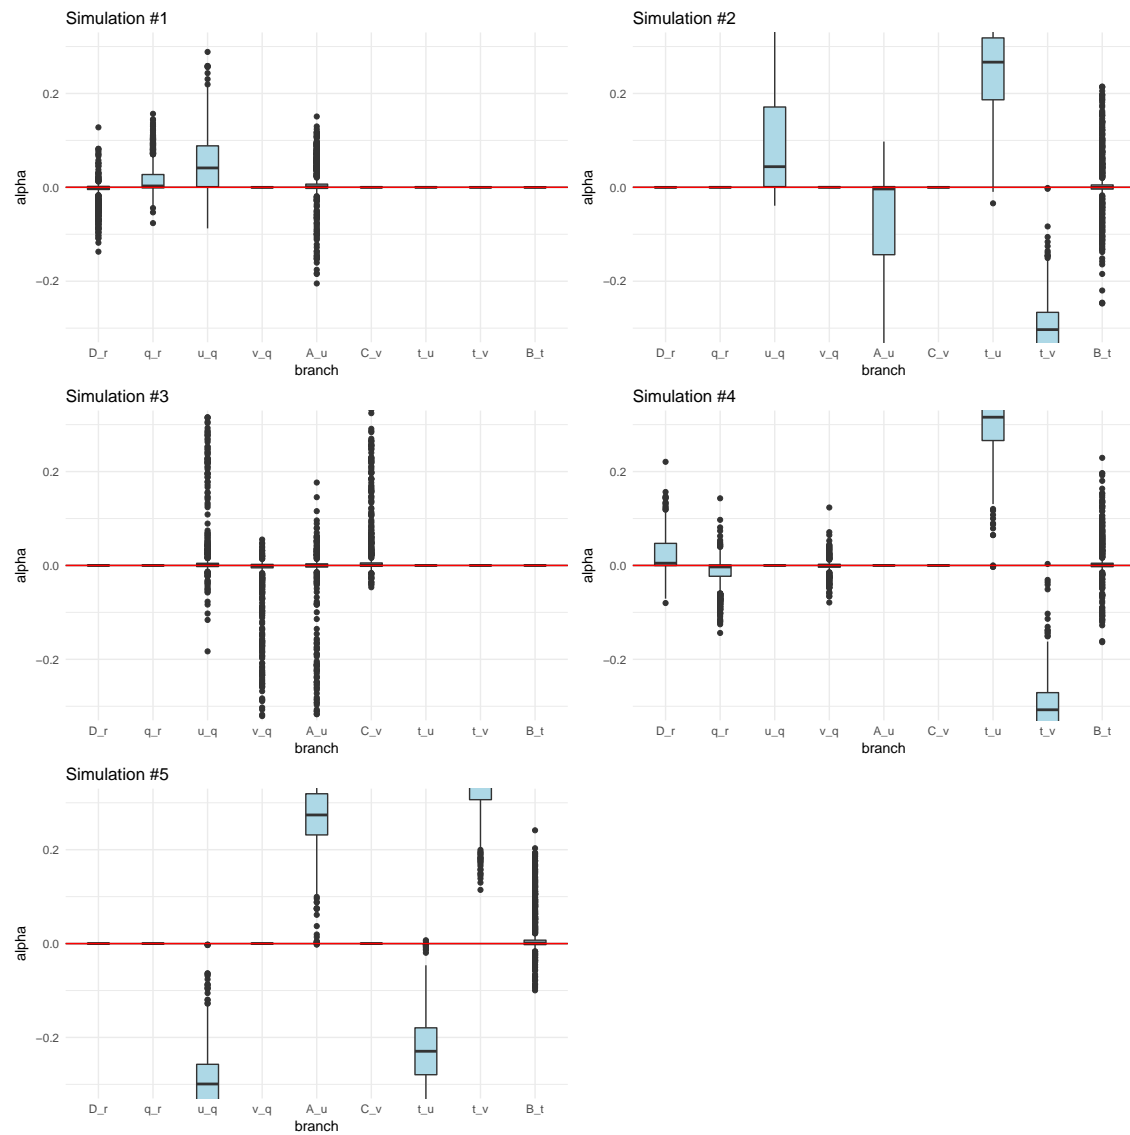 Simulation #1
0.2
0.0
−0.2
alpha
D_r q_r u_q v_q A_u C_v t_u t_v B_t
branch
Simulation #2
0.2
0.0
−0.2
alpha
D_r q_r u_q v_q A_u C_v t_u t_v B_t
branch
Simulation #3
0.2
0.0
−0.2
alpha
D_r q_r u_q v_q A_u C_v t_u t_v B_t
branch
Simulation #4
0.2
0.0
−0.2
alpha
D_r q_r u_q v_q A_u C_v t_u t_v B_t
branch
Simulation #5
0.2
0.0
−0.2
alpha
D_r q_r u_q v_q A_u C_v t_u t_v B_t
branch